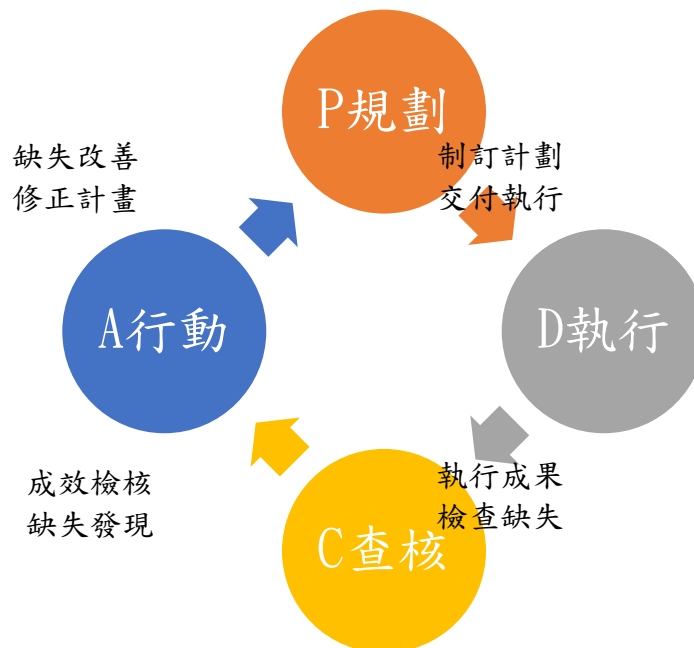 P規劃
制訂計劃
交付執行
D執行
執行成果
檢查缺失
C查核
成效檢核
缺失發現
A行動
缺失改善
修正計畫